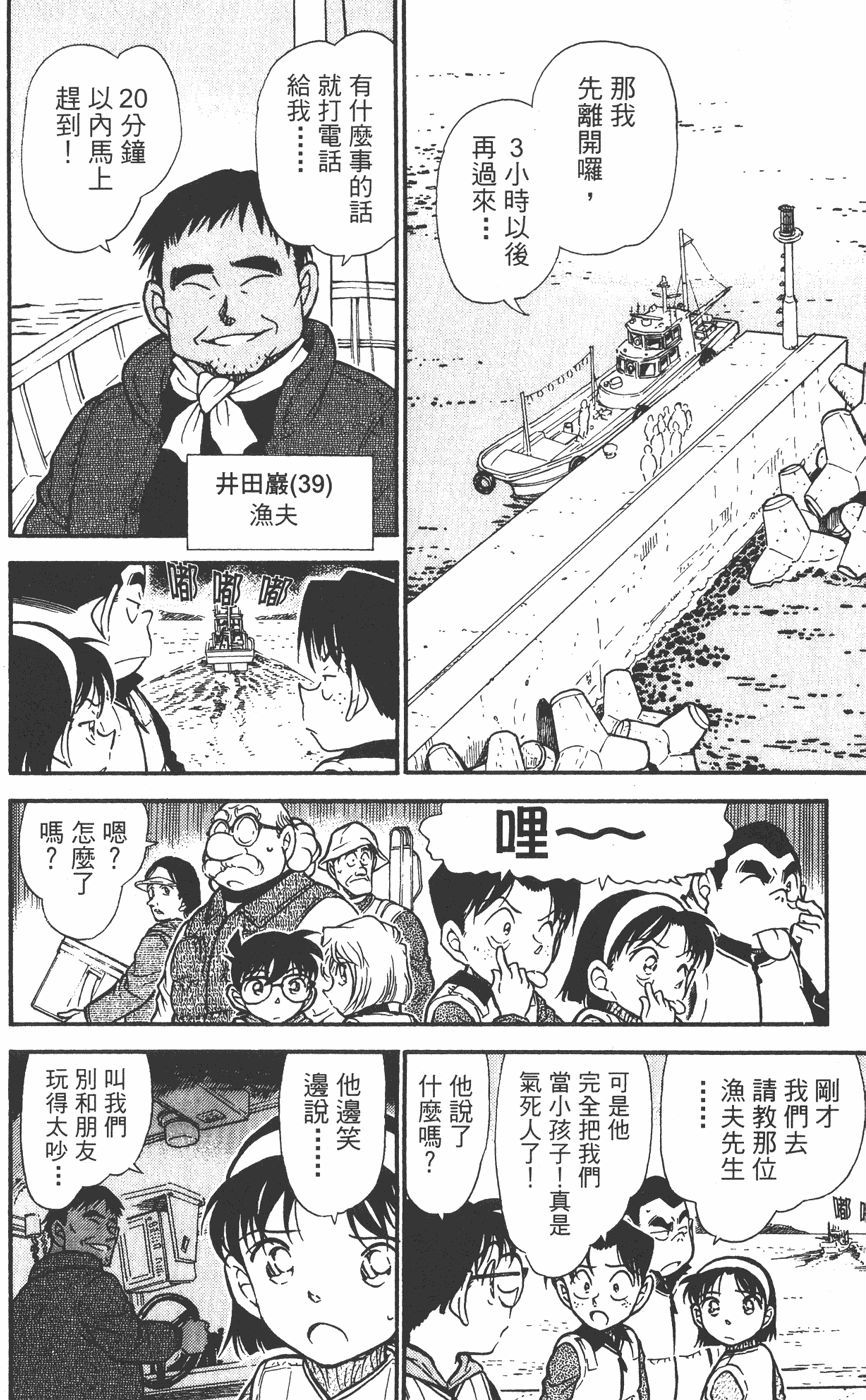 那我
先離開囉，
3小時以後
再過來…
有什麼事的話
就打電話
給我……
20分鐘
以內馬上
趕到！
井田巖(39)
漁夫
嘟 嘟 嘟
哩～
嗯？
怎麼了
嗎？
剛才
我們去
請教那位
漁夫先生
……
嘟 嘟
可是他
完全把我們
當小孩子！真是
氣死人了！
他說了
什麼嗎？
他邊笑
邊說…
叫我們
別和朋友
玩得太吵…